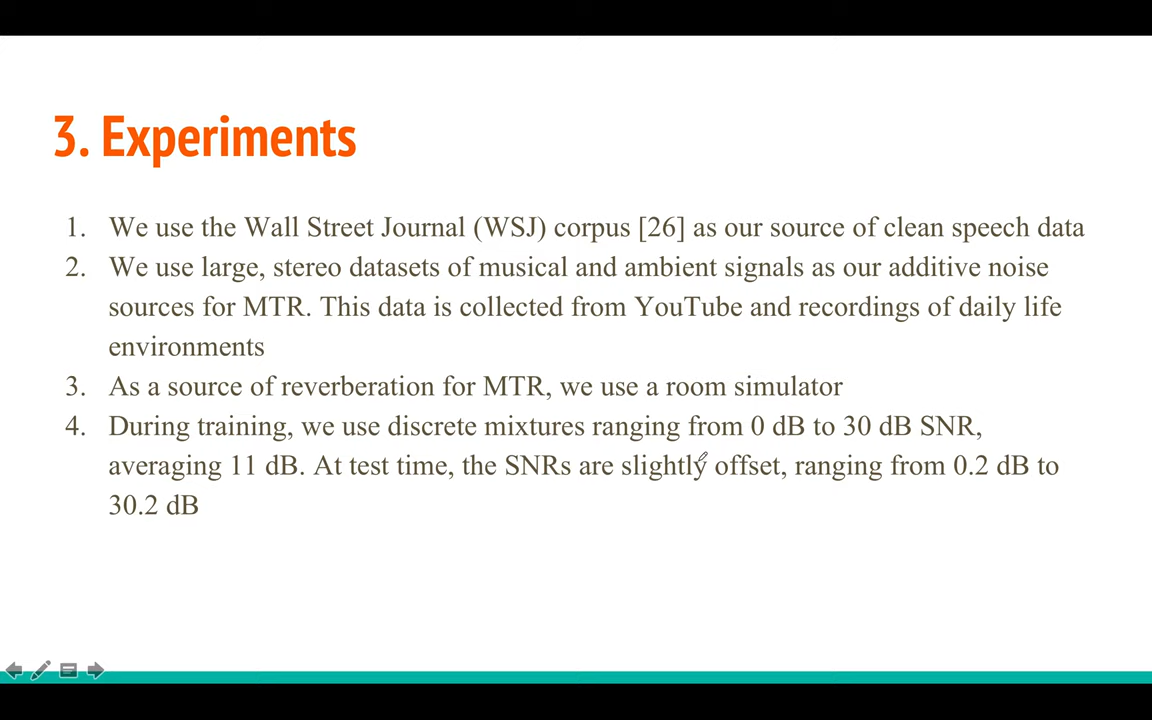 3. Experiments
1. We use the Wall Street Journal (WSJ) corpus [26] as our source of clean speech data
2. We use large, stereo datasets of musical and ambient signals as our additive noise
sources for MTR. This data is collected from YouTube and recordings of daily life
environments
3. As a source of reverberation for MTR, we use a room simulator
4. During training, we use discrete mixtures ranging from 0 dB to 30 dB SNR,
averaging 11 dB. At test time, the SNRs are slightly offset, ranging from 0.2 dB to
30.2 dB